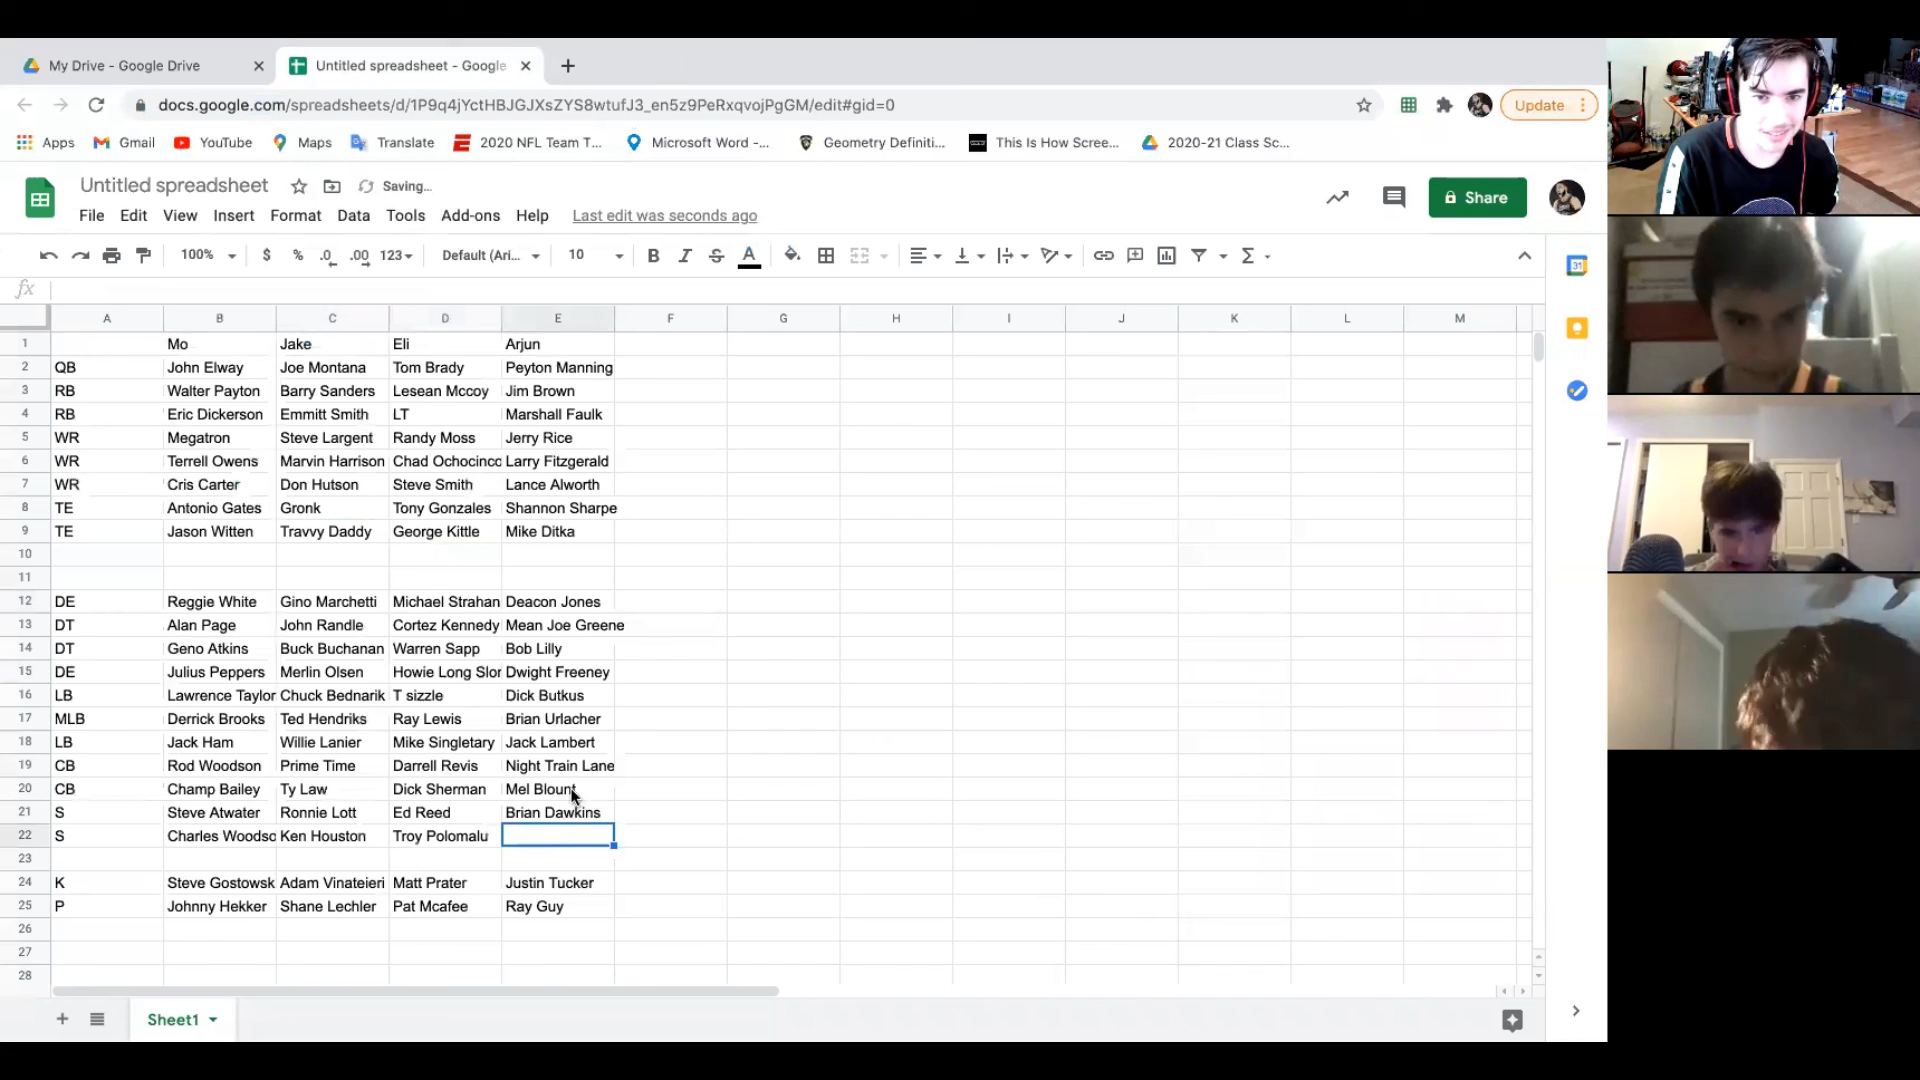 My Drive - Google Drive
Untitled spreadsheet - Google
docs.google.com/spreadsheets/d/1P9q4jYctHBJGJXsZYS8wtufJ3_en5z9PeRxqvojPgGM/edit#gid=0
Update
Apps Gmail YouTube Maps Translate 2020 NFL Team T... Microsoft Word -... Geometry Definiti... This Is How Scree... 2020-21 Class Sc...
Untitled spreadsheet Saving...
File Edit View Insert Format Data Tools Add-ons Help Last edit was seconds ago
Share
100% $ % .0 .00 123 Default (Ari... 10 B I S A
31
fx
A B C D E F G H I J K L M
1 Mo Jake Eli Arjun
2 QB John Elway Joe Montana Tom Brady Peyton Manning
3 RB Walter Payton Barry Sanders Lesean Mccoy Jim Brown
4 RB Eric Dickerson Emmitt Smith LT Marshall Faulk
5 WR Megatron Steve Largent Randy Moss Jerry Rice
6 WR Terrell Owens Marvin Harrison Chad Ochocinco Larry Fitzgerald
7 WR Cris Carter Don Hutson Steve Smith Lance Alworth
8 TE Antonio Gates Gronk Tony Gonzales Shannon Sharpe
9 TE Jason Witten Travvy Daddy George Kittle Mike Ditka
10
11
12 DE Reggie White Gino Marchetti Michael Strahan Deacon Jones
13 DT Alan Page John Randle Cortez Kennedy Mean Joe Greene
14 DT Geno Atkins Buck Buchanan Warren Sapp Bob Lilly
15 DE Julius Peppers Merlin Olsen Howie Long Slor Dwight Freeney
16 LB Lawrence Taylor Chuck Bednarik T sizzle Dick Butkus
17 MLB Derrick Brooks Ted Hendriks Ray Lewis Brian Urlacher
18 LB Jack Ham Willie Lanier Mike Singletary Jack Lambert
19 CB Rod Woodson Prime Time Darrell Revis Night Train Lane
20 CB Champ Bailey Ty Law Dick Sherman Mel Blount
21 S Steve Atwater Ronnie Lott Ed Reed Brian Dawkins
22 S Charles Woodso Ken Houston Troy Polomalu
23
24 K Steve Gostowsk Adam Vinateieri Matt Prater Justin Tucker
25 P Johnny Hekker Shane Lechler Pat Mcafee Ray Guy
26
27
28
Sheet1